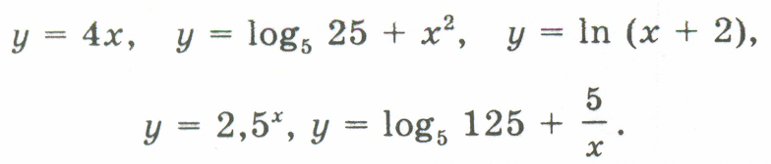 y = 4x, y = log₅ 25 + x², y = ln (x + 2),
y = 2,5ˣ, y = log₅ 125 + 5/x.